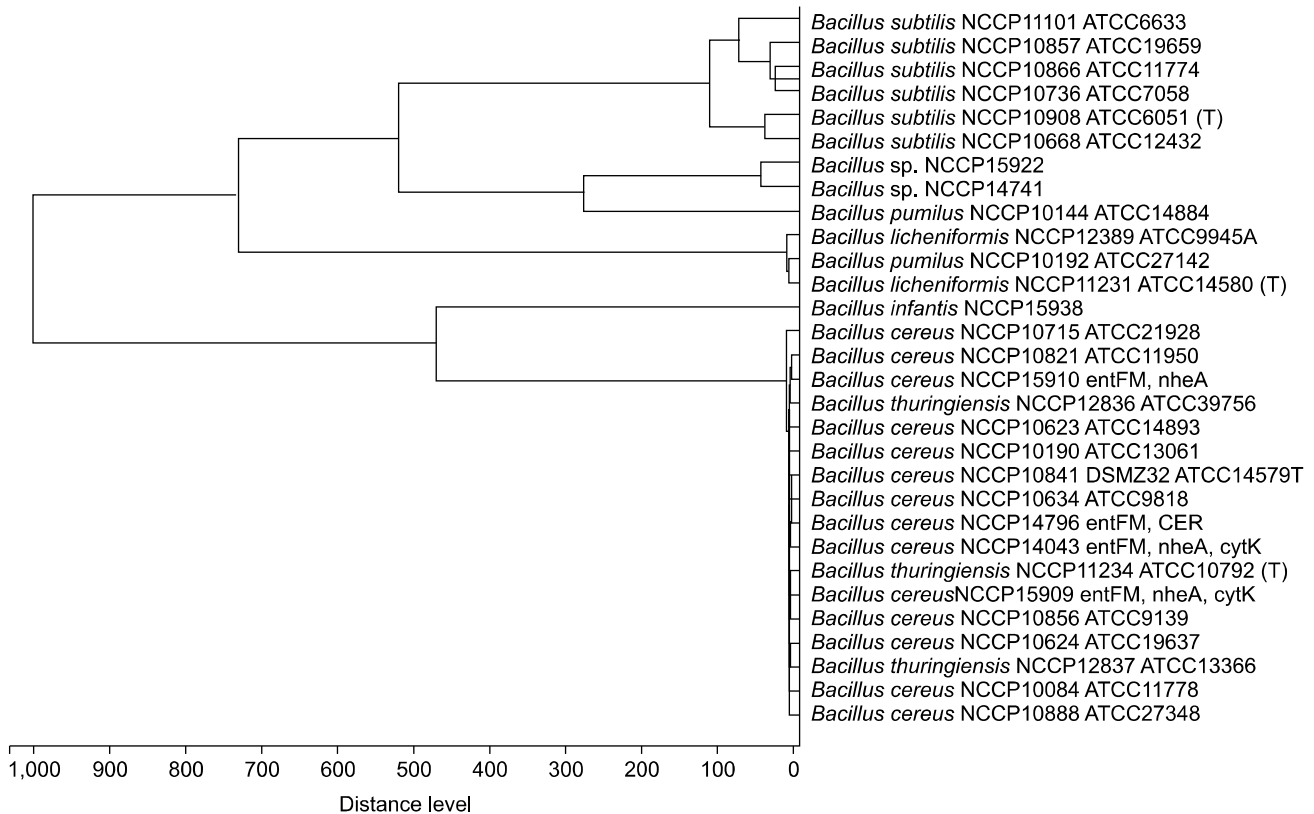 Bacillus subtilis NCCP11101 ATCC6633
Bacillus subtilis NCCP10857 ATCC19659
Bacillus subtilis NCCP10866 ATCC11774
Bacillus subtilis NCCP10736 ATCC7058
Bacillus subtilis NCCP10908 ATCC6051 (T)
Bacillus subtilis NCCP10668 ATCC12432
Bacillus sp. NCCP15922
Bacillus sp. NCCP14741
Bacillus pumilus NCCP10144 ATCC14884
Bacillus licheniformis NCCP12389 ATCC9945A
Bacillus pumilus NCCP10192 ATCC27142
Bacillus licheniformis NCCP11231 ATCC14580 (T)
Bacillus infantis NCCP15938
Bacillus cereus NCCP10715 ATCC21928
Bacillus cereus NCCP10821 ATCC11950
Bacillus cereus NCCP15910 entFM, nheA
Bacillus thuringiensis NCCP12836 ATCC39756
Bacillus cereus NCCP10623 ATCC14893
Bacillus cereus NCCP10190 ATCC13061
Bacillus cereus NCCP10841 DSMZ32 ATCC14579T
Bacillus cereus NCCP10634 ATCC9818
Bacillus cereus NCCP14796 entFM, CER
Bacillus cereus NCCP14043 entFM, nheA, cytK
Bacillus thuringiensis NCCP11234 ATCC10792 (T)
Bacillus cereusNCCP15909 entFM, nheA, cytK
Bacillus cereus NCCP10856 ATCC9139
Bacillus cereus NCCP10624 ATCC19637
Bacillus thuringiensis NCCP12837 ATCC13366
Bacillus cereus NCCP10084 ATCC11778
Bacillus cereus NCCP10888 ATCC27348
1,000 900 800 700 600 500 400 300 200 100 0
Distance level